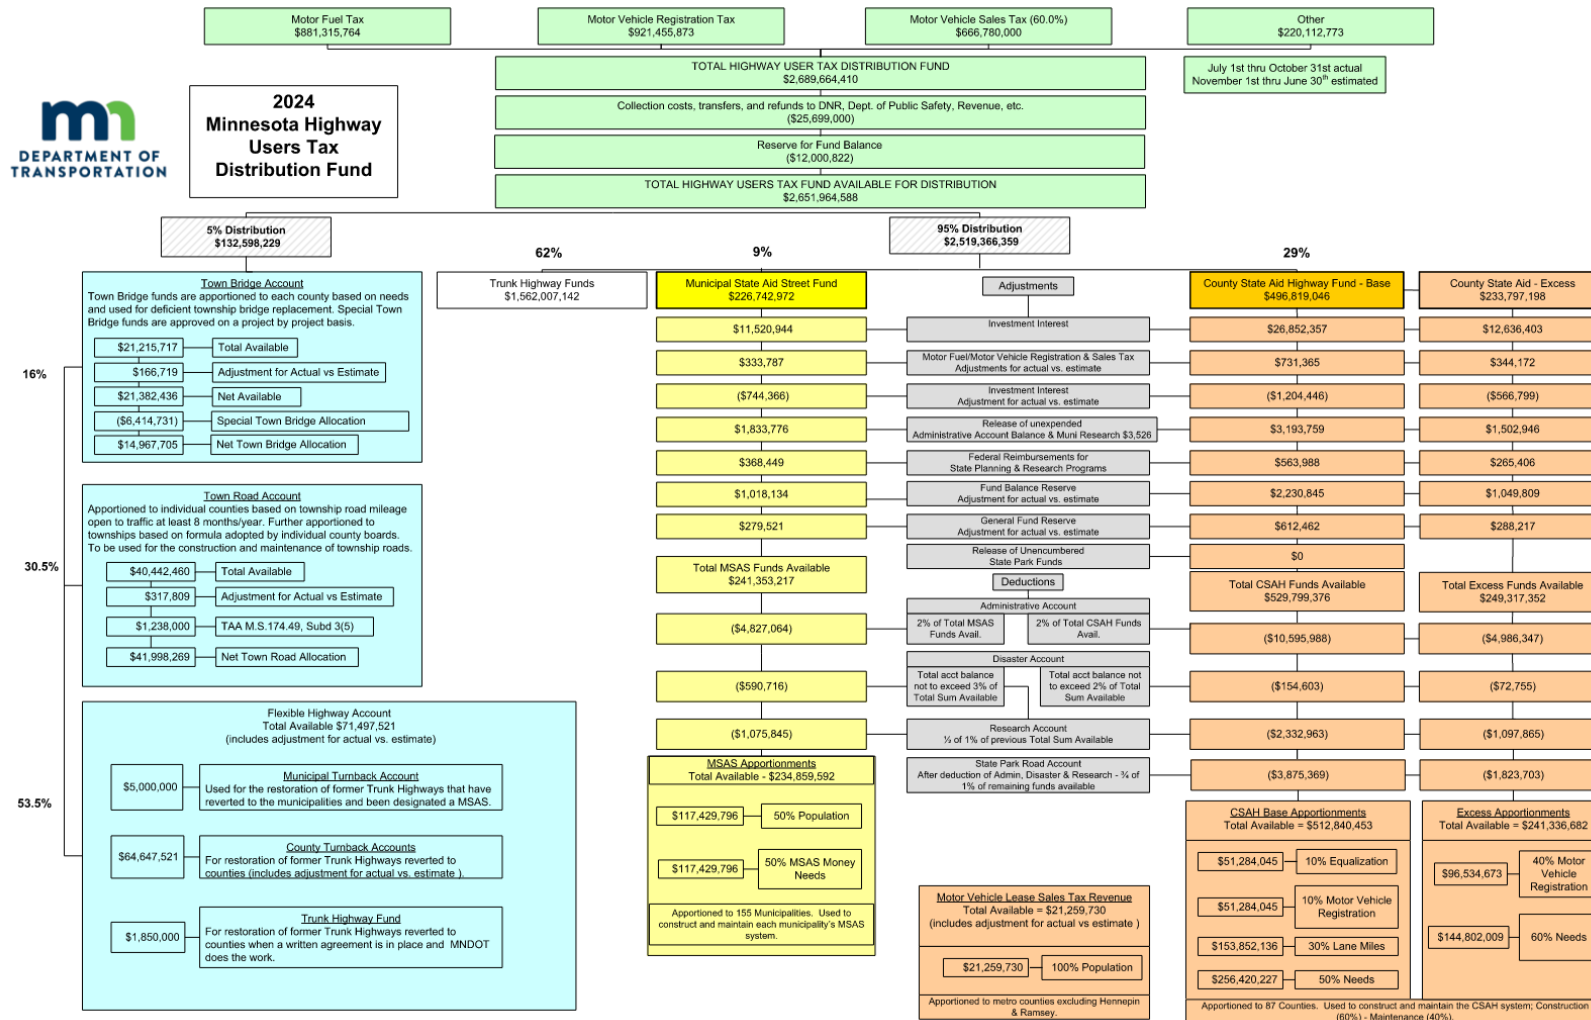 Motor Fuel Tax
$881,315,764
Motor Vehicle Registration Tax
$921,455,873
Motor Vehicle Sales Tax (60.0%)
$666,780,000
Other
$220,112,773
TOTAL HIGHWAY USER TAX DISTRIBUTION FUND
$2,689,664,410
July 1st thru October 31st actual
November 1st thru June 30th estimated
Collection costs, transfers, and refunds to DNR, Dept. of Public Safety, Revenue, etc.
($25,699,000)
Reserve for Fund Balance
($12,000,822)
TOTAL HIGHWAY USERS TAX FUND AVAILABLE FOR DISTRIBUTION
$2,651,964,588
DEPARTMENT OF
TRANSPORTATION
2024
Minnesota Highway
Users Tax
Distribution Fund
5% Distribution
$132,598,229
95% Distribution
$2,519,366,359
62%
9%
29%
Town Bridge Account
Town Bridge funds are apportioned to each county based on needs
and used for deficient township bridge replacement. Special Town
Bridge funds are approved on a project by project basis.
16%
$21,215,717
Total Available
$166,719
Adjustment for Actual vs Estimate
$21,382,436
Net Available
($6,414,731)
Special Town Bridge Allocation
$14,967,705
Net Town Bridge Allocation
Town Road Account
Apportioned to individual counties based on township road mileage
open to traffic at least 8 months/year. Further apportioned to
townships based on formula adopted by individual county boards.
To be used for the construction and maintenance of township roads.
30.5%
$40,442,460
Total Available
$317,809
Adjustment for Actual vs Estimate
$1,238,000
TAA M.S.174.49, Subd 3(5)
$41,998,269
Net Town Road Allocation
Flexible Highway Account
Total Available $71,497,521
(includes adjustment for actual vs. estimate)
53.5%
$5,000,000
Municipal Turnback Account
Used for the restoration of former Trunk Highways that have
reverted to the municipalities and been designated a MSAS.
$64,647,521
County Turnback Accounts
For restoration of former Trunk Highways reverted to
counties (includes adjustment for actual vs. estimate ).
$1,850,000
Trunk Highway Fund
For restoration of former Trunk Highways reverted to
counties when a written agreement is in place and MNDOT
does the work.
Trunk Highway Funds
$1,562,007,142
Municipal State Aid Street Fund
$226,742,972
$11,520,944
$333,787
($744,366)
$1,833,776
$368,449
$1,018,134
$279,521
Total MSAS Funds Available
$241,353,217
($4,827,064)
($590,716)
($1,075,845)
MSAS Apportionments
Total Available - $234,859,592
$117,429,796
50% Population
$117,429,796
50% MSAS Money
Needs
Apportioned to 155 Municipalities. Used to
construct and maintain each municipality's MSAS
system.
Adjustments
Investment Interest
Motor Fuel/Motor Vehicle Registration & Sales Tax
Adjustments for actual vs. estimate
Investment Interest
Adjustment for actual vs. estimate
Release of unexpended
Administrative Account Balance & Muni Research $3,526
Federal Reimbursements for
State Planning & Research Programs
Fund Balance Reserve
Adjustment for actual vs. estimate
General Fund Reserve
Adjustment for actual vs. estimate
Release of Unencumbered
State Park Funds
Deductions
Administrative Account
2% of Total MSAS
Funds Avail.
2% of Total CSAH Funds
Avail.
Disaster Account
Total acct balance
not to exceed 3% of
Total Sum Available
Total acct balance not
to exceed 2% of Total
Sum Available
Research Account
½ of 1% of previous Total Sum Available
State Park Road Account
After deduction of Admin, Disaster & Research - ¾ of
1% of remaining funds available
Motor Vehicle Lease Sales Tax Revenue
Total Available = $21,259,730
(includes adjustment for actual vs estimate )
$21,259,730
100% Population
Apportioned to metro counties excluding Hennepin
& Ramsey.
County State Aid Highway Fund - Base
$496,819,046
$26,852,357
$731,365
($1,204,446)
$3,193,759
$563,988
$2,230,845
$612,462
$0
Total CSAH Funds Available
$529,799,376
($10,595,988)
($154,603)
($2,332,963)
($3,875,369)
CSAH Base Apportionments
Total Available = $512,840,453
$51,284,045
10% Equalization
$51,284,045
10% Motor Vehicle
Registration
$153,852,136
30% Lane Miles
$256,420,227
50% Needs
County State Aid - Excess
$233,797,198
$12,636,403
$344,172
($566,799)
$1,502,946
$265,406
$1,049,809
$288,217
Total Excess Funds Available
$249,317,352
($4,986,347)
($72,755)
($1,097,865)
($1,823,703)
Excess Apportionments
Total Available = $241,336,682
$96,534,673
40% Motor
Vehicle
Registration
$144,802,009
60% Needs
Apportioned to 87 Counties. Used to construct and maintain the CSAH system; Construction
(60%) - Maintenance (40%).